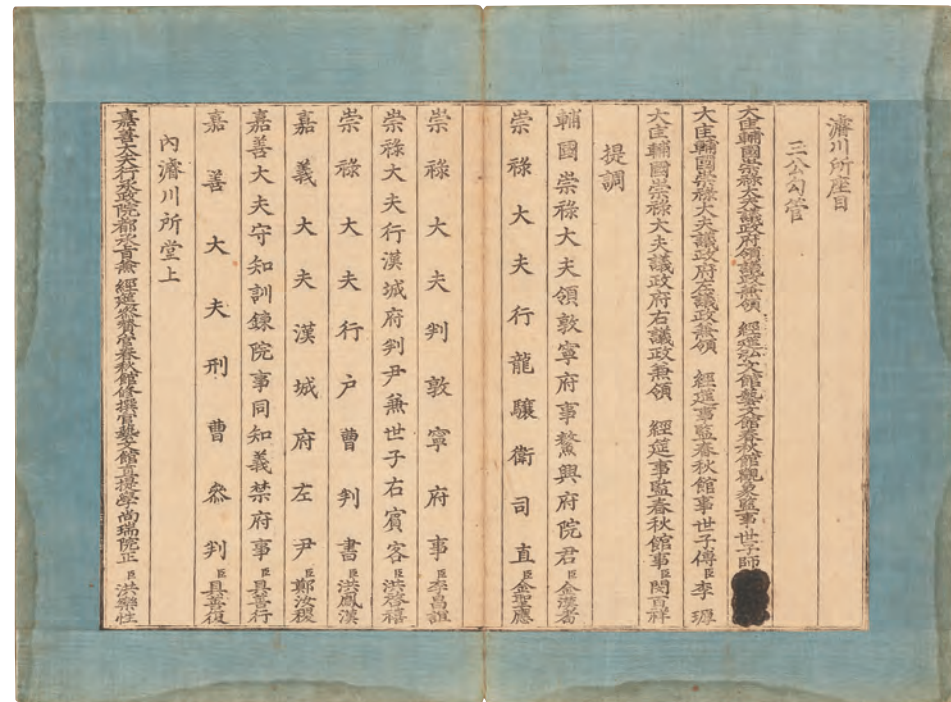 濬川所座目
三公勾管
大匡輔國崇祿大夫議政府領議政兼領　經筵弘文館藝文館春秋館觀象監事世子師
大匡輔國崇祿大夫議政府左議政兼領　經筵事監春秋館事世子傅臣李㻐
大匡輔國崇祿大夫議政府右議政兼領　經筵事監春秋館事臣閔百祥
提調
輔國崇祿大夫領敦寧府事鰲興府院君臣金漢耉
崇祿大夫行龍驤衛司直臣金聖應
崇祿大夫判敦寧府事臣李昌誼
崇祿大夫行漢城府判尹兼世子右賓客臣洪啓禧
崇祿大夫行戶曹判書臣洪鳳漢
嘉義大夫漢城府左尹臣鄭汝稷
嘉善大夫守知訓鍊院事同知義禁府事臣具善行
嘉善大夫刑曹叅判臣具善復
內濬川所堂上
嘉善大夫行承政院都承旨兼　經筵叅贊官春秋館修撰官藝文館直提學尚瑞院正臣洪樂性